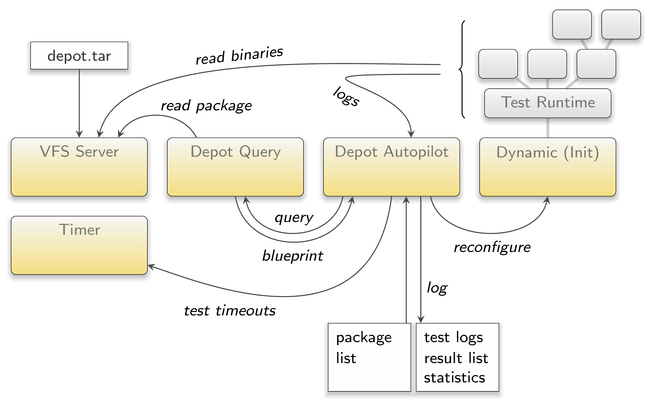 depot.tar
read binaries
logs
read package
Test Runtime
VFS Server
Depot Query
Depot Autopilot
Dynamic (Init)
Timer
query
blueprint
reconfigure
test timeouts
log
package
list
test logs
result list
statistics